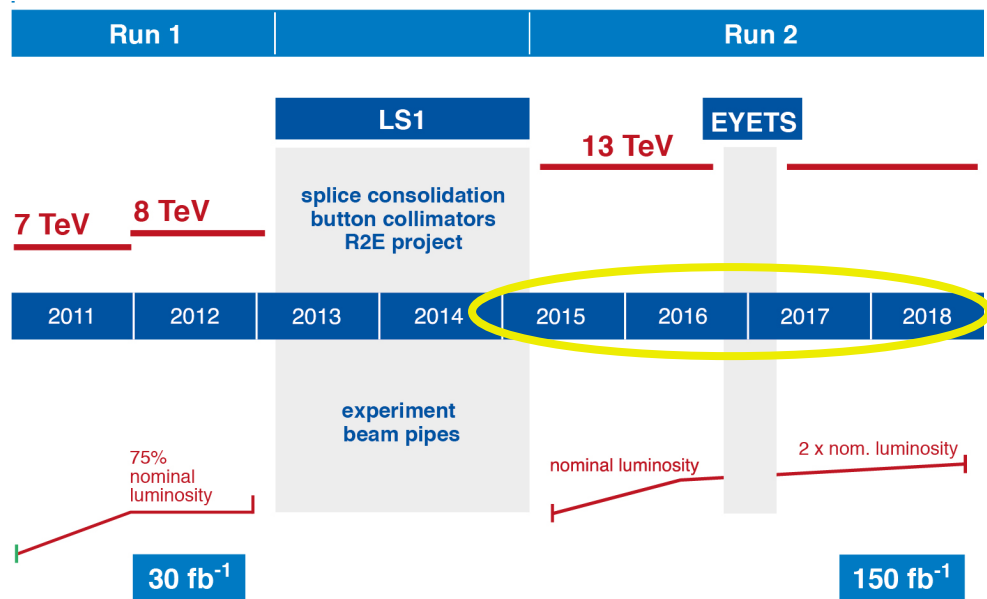 Run 1
Run 2
LS1
EYETS
13 TeV
7 TeV
8 TeV
splice consolidation
button collimators
R2E project
2011
2012
2013
2014
2015
2016
2017
2018
experiment
beam pipes
75%
nominal
luminosity
nominal luminosity
2 x nom. luminosity
30 fb⁻¹
150 fb⁻¹